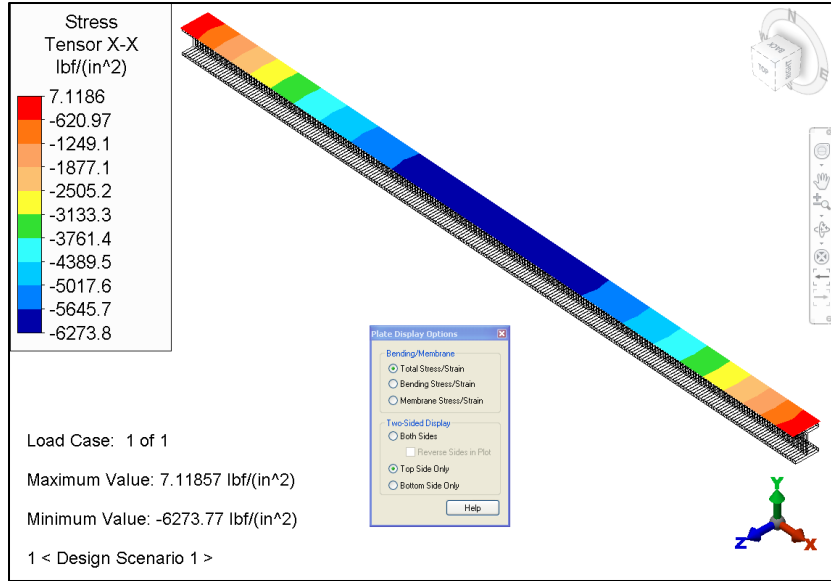 Stress
Tensor X-X
lbf/(in^2)
7.1186
-620.97
-1249.1
-1877.1
-2505.2
-3133.3
-3761.4
-4389.5
-5017.6
-5645.7
-6273.8
N
E
BACK
TOP
Plate Display Options
Bending/Membrane
Total Stress/Strain
Bending Stress/Strain
Membrane Stress/Strain
Two-Sided Display
Both Sides
Reverse Sides in Plot
Top Side Only
Bottom Side Only
Help
Load Case: 1 of 1
Maximum Value: 7.11857 lbf/(in^2)
Minimum Value: -6273.77 lbf/(in^2)
1 < Design Scenario 1 >
Y
Z
X